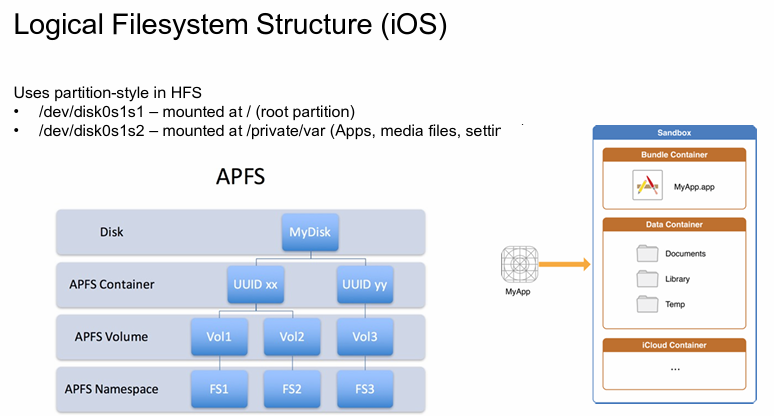 Logical Filesystem Structure (iOS)
Uses partition-style in HFS
• /dev/disk0s1s1 – mounted at / (root partition)
• /dev/disk0s1s2 – mounted at /private/var (Apps, media files,
APFS
Disk
MyDisk
APFS Container
UUID xx
UUID yy
APFS Volume
Vol1
Vol2
Vol3
APFS Namespace
FS1
FS2
FS3
MyApp
Sandbox
Bundle Container
MyApp.app
Data Container
Documents
Library
Temp
iCloud Container
...